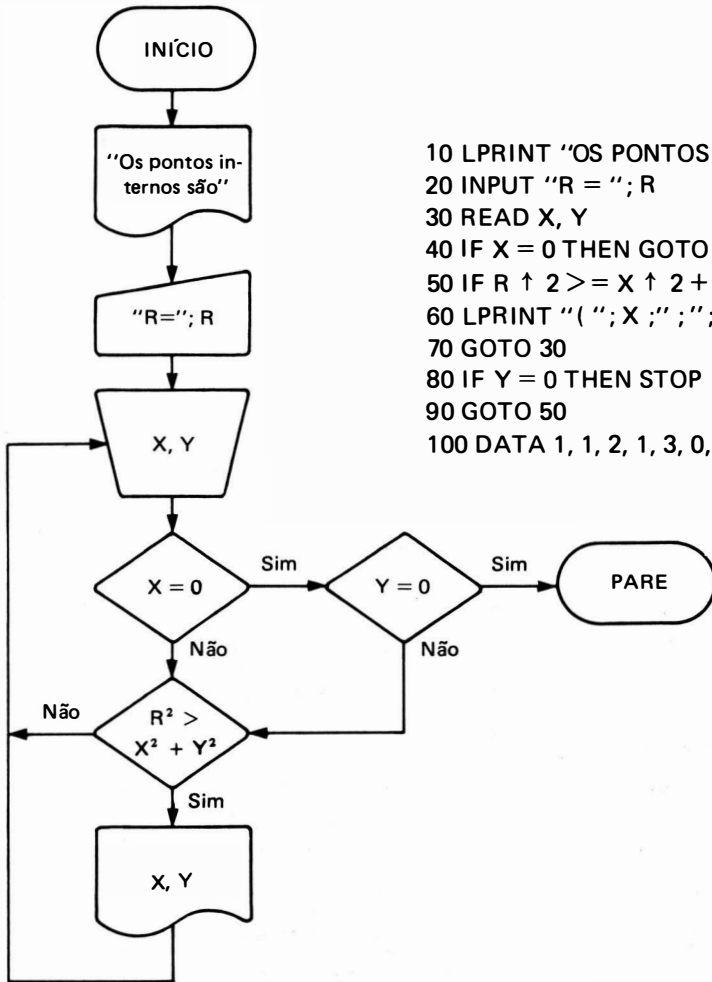 INÍCIO
"Os pontos in-
ternos são"
"R="; R
X, Y
X = 0
Sim
Y = 0
Sim
PARE
Não
Não
R² >
X² + Y²
Não
Sim
X, Y
10 LPRINT "OS PONTOS
20 INPUT "R = "; R
30 READ X, Y
40 IF X = 0 THEN GOTO
50 IF R ↑ 2 >= X ↑ 2 +
60 LPRINT "( "; X ;" ; ";
70 GOTO 30
80 IF Y = 0 THEN STOP
90 GOTO 50
100 DATA 1, 1, 2, 1, 3, 0,